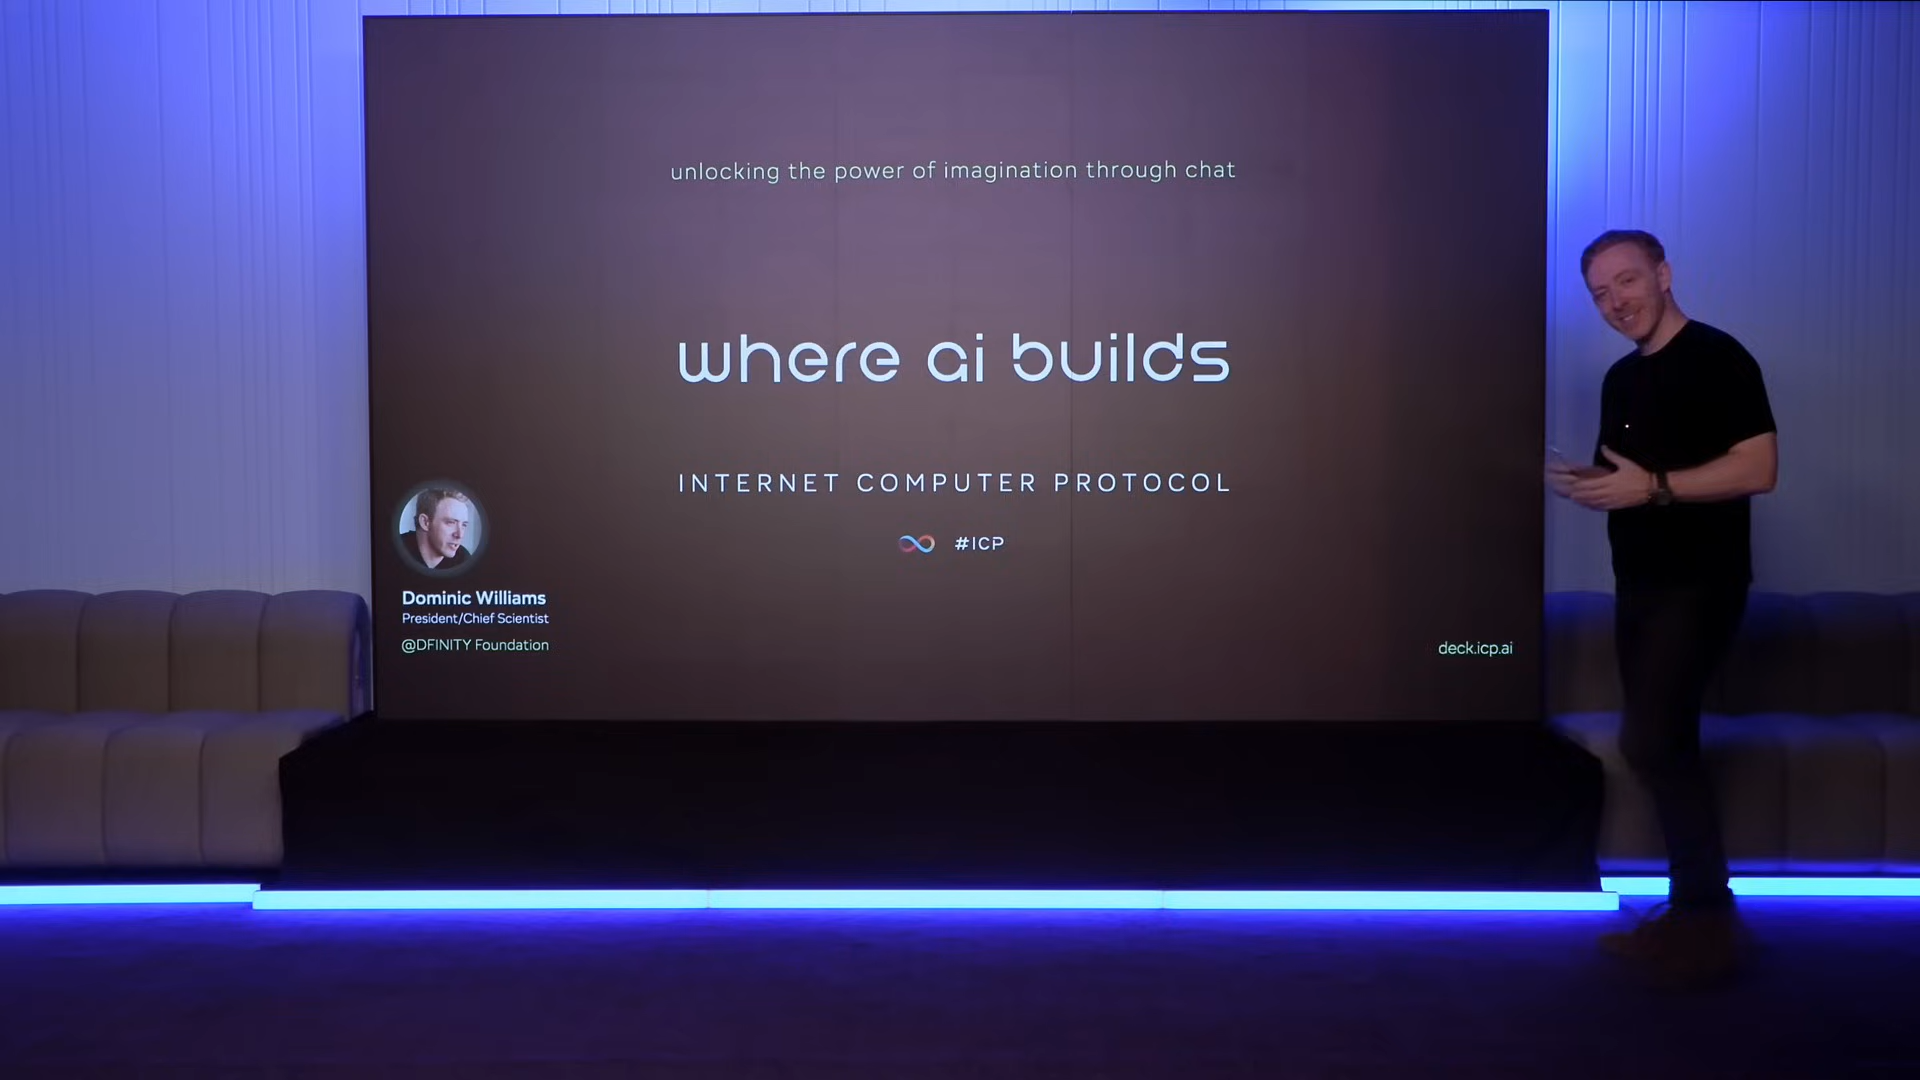 unlocking the power of imagination through chat
where ai builds
INTERNET COMPUTER PROTOCOL
#ICP
Dominic Williams
President/Chief Scientist
@DFINITY Foundation
deck.icp.ai